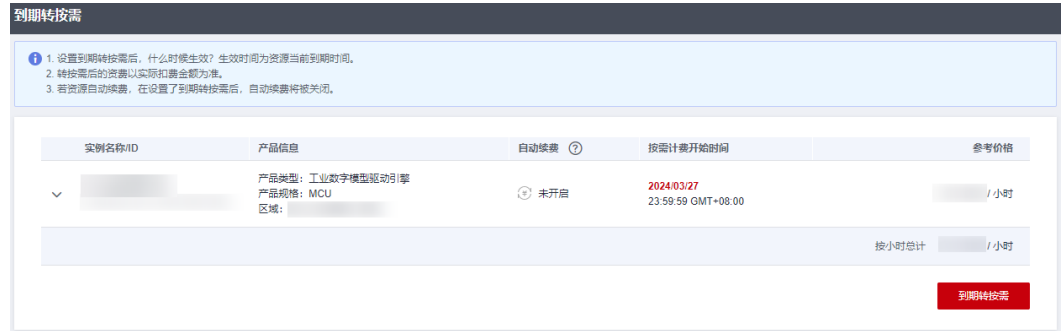 到期转按需
1. 设置到期转按需后，什么时候生效？生效时间为资源当前到期时间。
2. 转按需后的资费以实际扣费金额为准。
3. 若资源自动续费，在设置了到期转按需后，自动续费将被关闭。
实例名称/ID 产品信息 自动续费 ? 按需计费开始时间 参考价格
产品类型：工业数字模型驱动引擎
产品规格：MCU
区域：
未开启
2024/03/27
23:59:59 GMT+08:00
/ 小时
按小时总计 / 小时
到期转按需